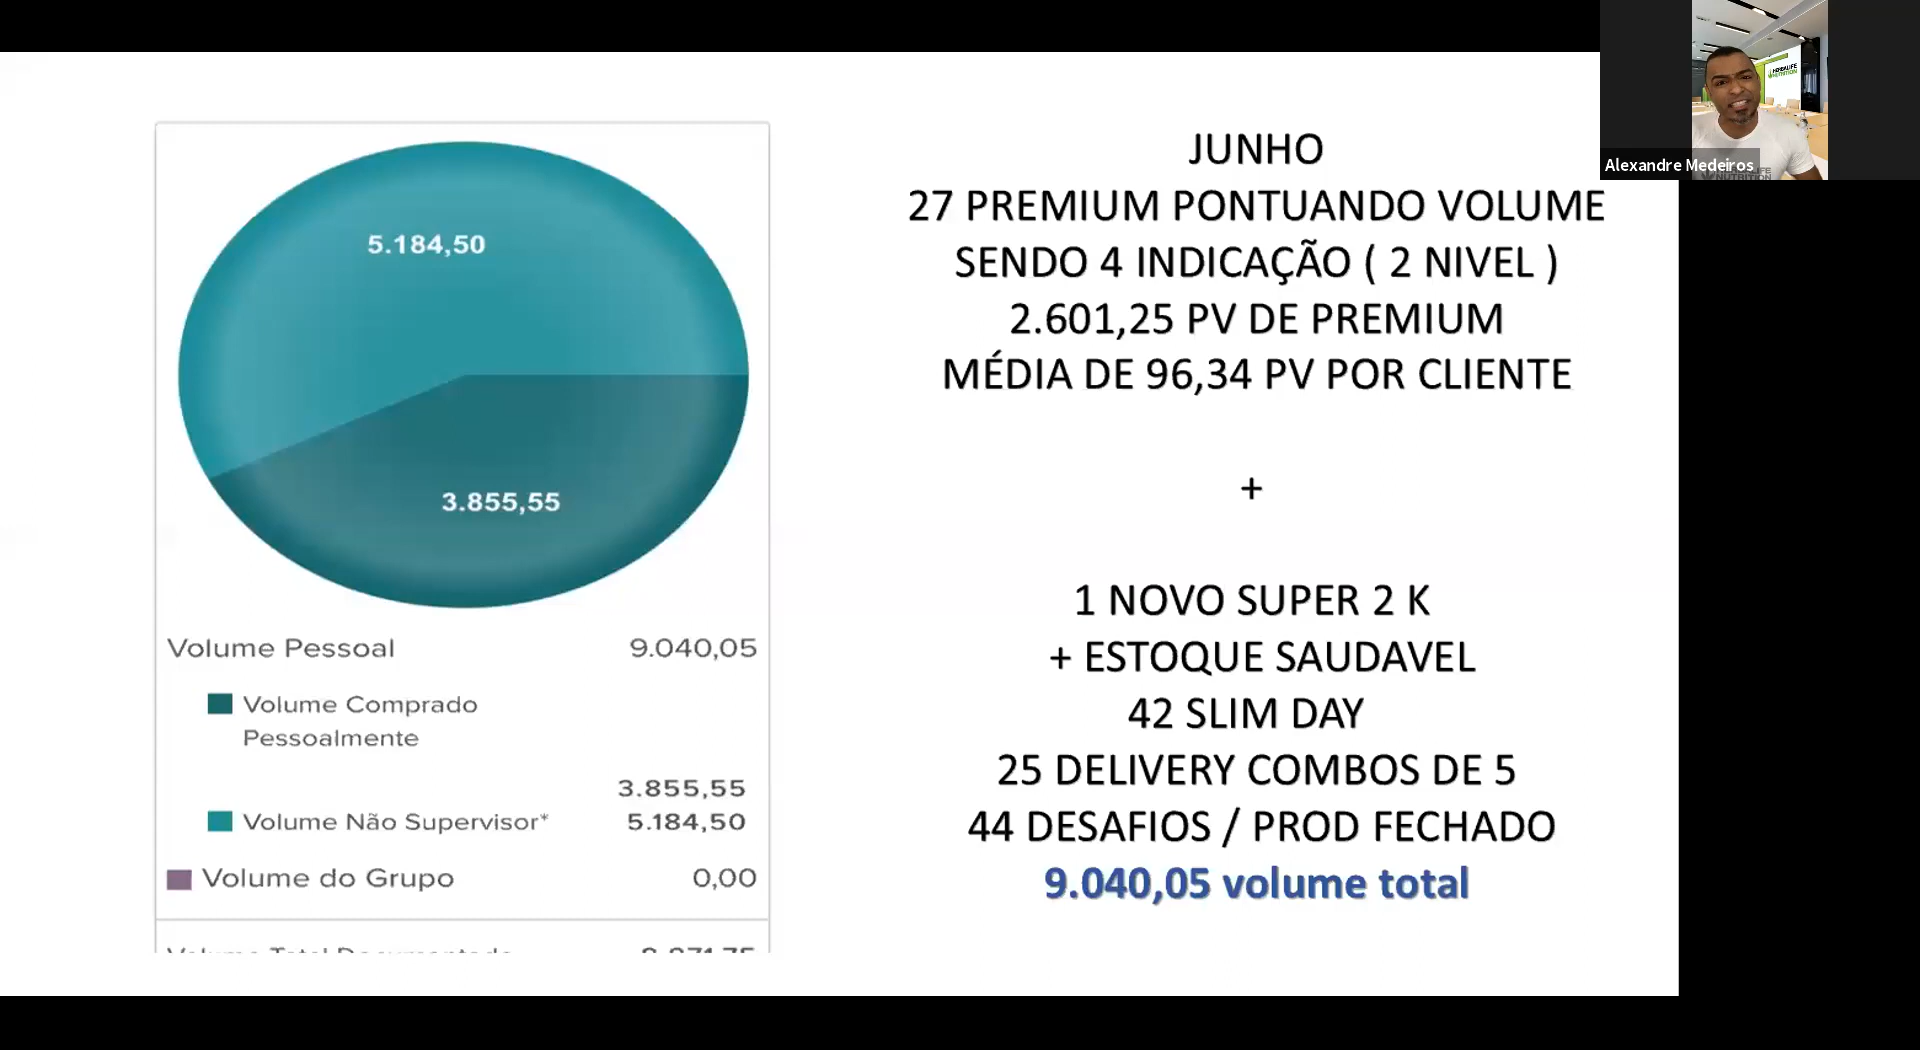 5.184,50
3.855,55
Volume Pessoal 9.040,05
Volume Comprado
Pessoalmente
3.855,55
Volume Não Supervisor* 5.184,50
Volume do Grupo 0,00
JUNHO
27 PREMIUM PONTUANDO VOLUME
SENDO 4 INDICAÇÃO ( 2 NIVEL )
2.601,25 PV DE PREMIUM
MÉDIA DE 96,34 PV POR CLIENTE
+
1 NOVO SUPER 2 K
+ ESTOQUE SAUDAVEL
42 SLIM DAY
25 DELIVERY COMBOS DE 5
44 DESAFIOS / PROD FECHADO
9.040,05 volume total
HERBALIFE
NUTRITION
Alexandre Medeiros